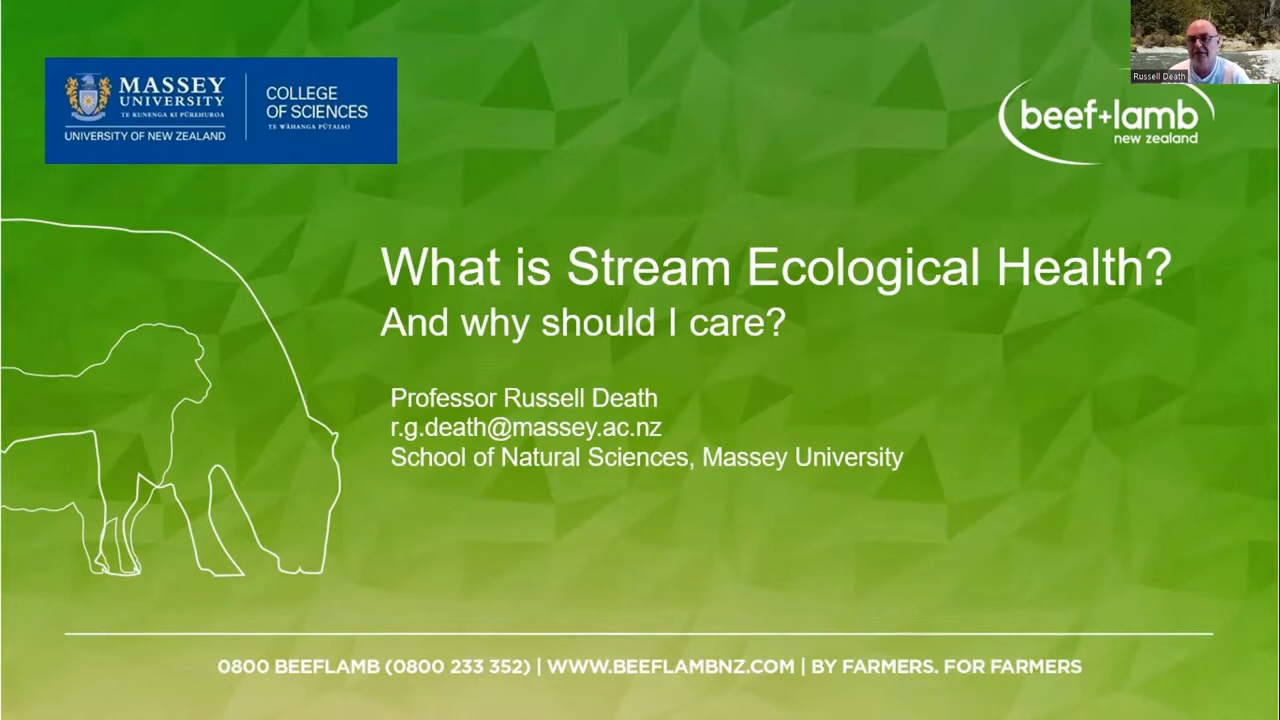 MASSEY
UNIVERSITY
TE KUNENGA KI PŪREHUROA
UNIVERSITY OF NEW ZEALAND
COLLEGE
OF SCIENCES
TE WĀHANGA PŪTAIAO
Russell Death
beef+lamb
new zealand
What is Stream Ecological Health?
And why should I care?
Professor Russell Death
r.g.death@massey.ac.nz
School of Natural Sciences, Massey University
0800 BEEFLAMB (0800 233 352) | WWW.BEEFLAMBNZ.COM | BY FARMERS. FOR FARMERS